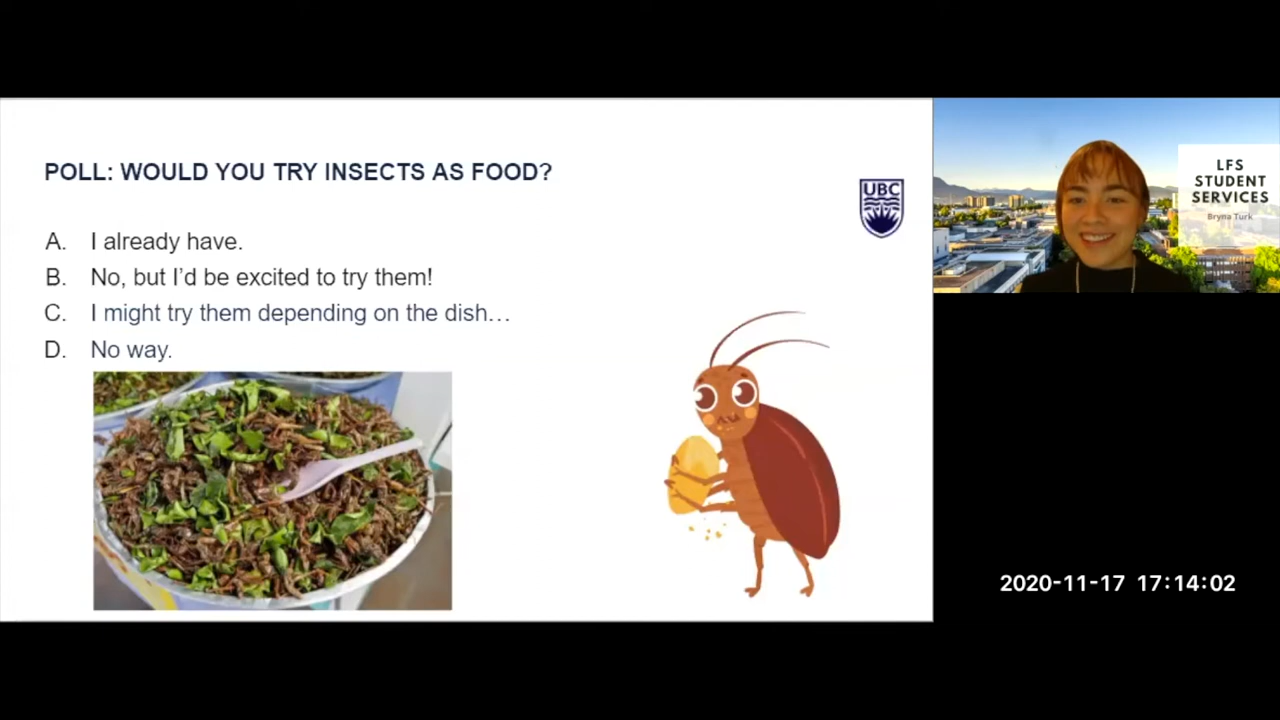 POLL: WOULD YOU TRY INSECTS AS FOOD?
UBC
A. I already have.
B. No, but I’d be excited to try them!
C. I might try them depending on the dish…
D. No way.
LFS
STUDENT
SERVICES
Bryna Turk
2020-11-17 17:14:02